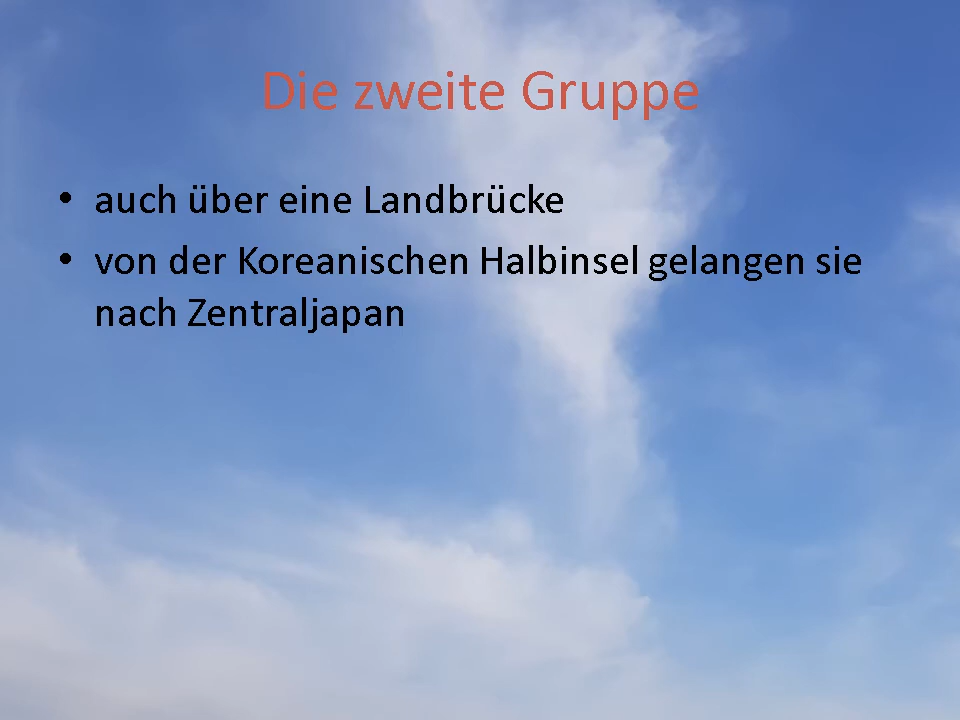 Die zweite Gruppe
• auch über eine Landbrücke
• von der Koreanischen Halbinsel gelangen sie
nach Zentraljapan